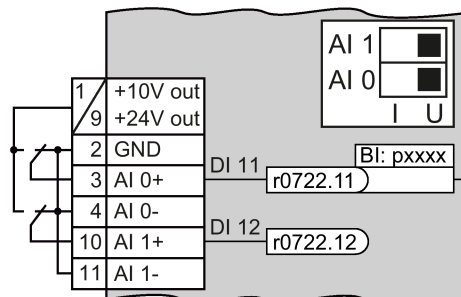 AI 1
AI 0
I U
1 +10V out
9 +24V out
2 GND
3 AI 0+
4 AI 0-
10 AI 1+
11 AI 1-
DI 11
BI: pxxxx
r0722.11
DI 12
r0722.12